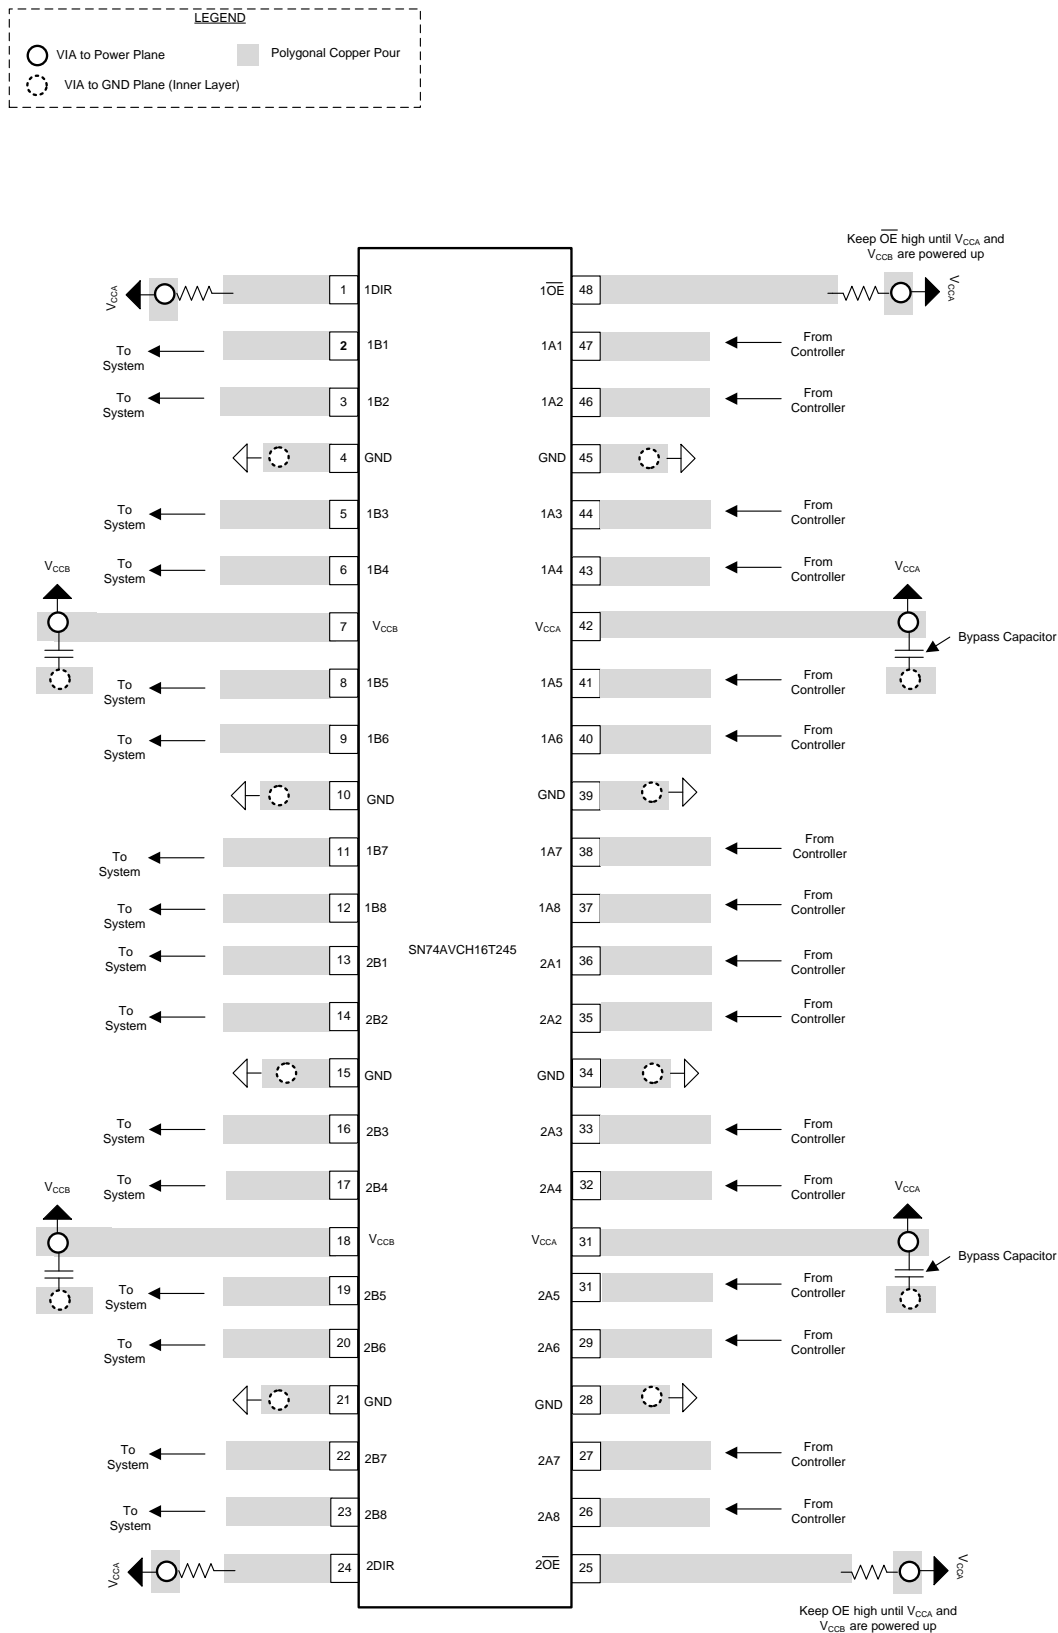 LEGEND
VIA to Power Plane
Polygonal Copper Pour
VIA to GND Plane (Inner Layer)
Keep O̅E̅ high until VCCA and
VCCB are powered up
VCCA 1 1DIR 1O̅E̅ 48 VCCA
To System 2 1B1 1A1 47 From Controller
To System 3 1B2 1A2 46 From Controller
4 GND GND 45
To System 5 1B3 1A3 44 From Controller
To System 6 1B4 1A4 43 From Controller
VCCB 7 VCCB VCCA 42 VCCA
Bypass Capacitor
To System 8 1B5 1A5 41 From Controller
To System 9 1B6 1A6 40 From Controller
10 GND GND 39
To System 11 1B7 1A7 38 From Controller
To System 12 1B8 1A8 37 From Controller
SN74AVCH16T245
To System 13 2B1 2A1 36 From Controller
To System 14 2B2 2A2 35 From Controller
15 GND GND 34
To System 16 2B3 2A3 33 From Controller
To System 17 2B4 2A4 32 From Controller
VCCB 18 VCCB VCCA 31 VCCA
Bypass Capacitor
To System 19 2B5 2A5 31 From Controller
To System 20 2B6 2A6 29 From Controller
21 GND GND 28
To System 22 2B7 2A7 27 From Controller
To System 23 2B8 2A8 26 From Controller
VCCA 24 2DIR 2O̅E̅ 25 VCCA
Keep OE high until VCCA and
VCCB are powered up